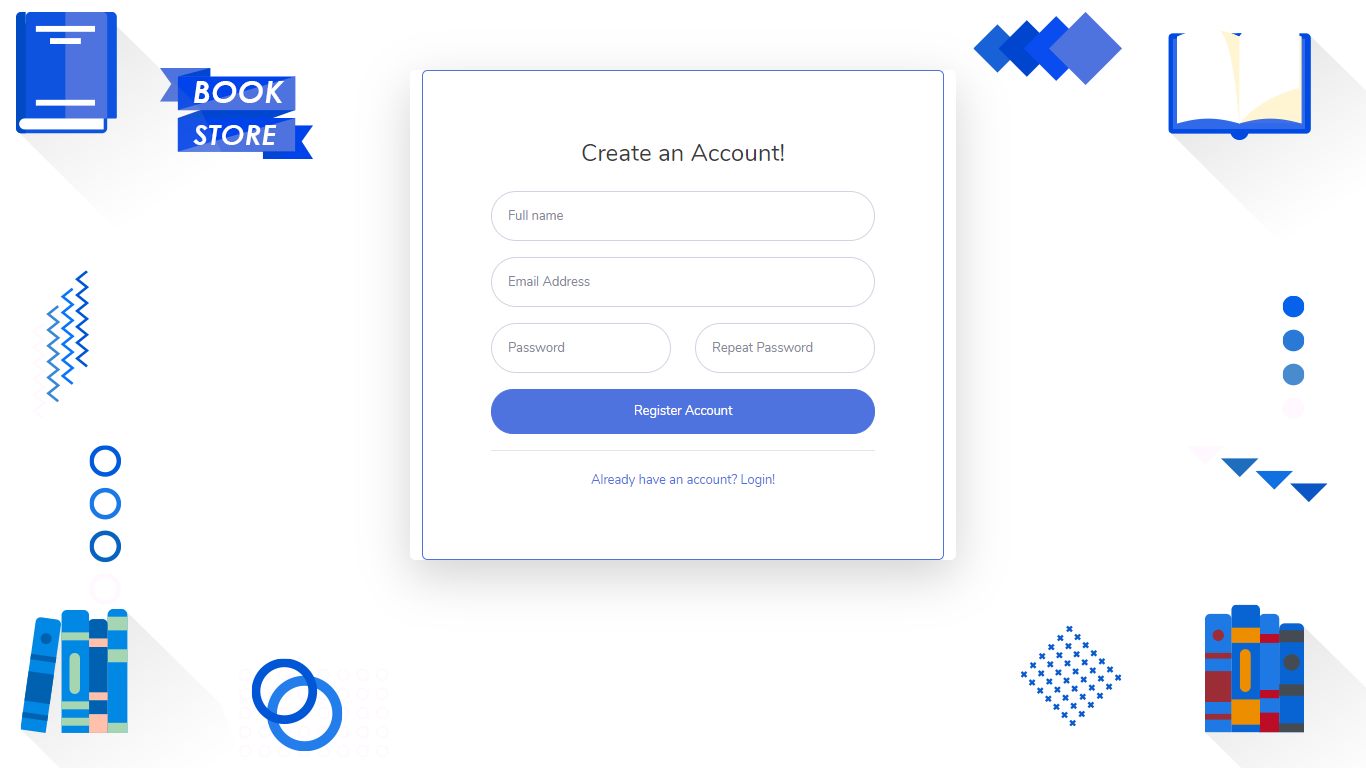 BOOK
STORE
Create an Account!
Full name
Email Address
Password
Repeat Password
Register Account
Already have an account? Login!